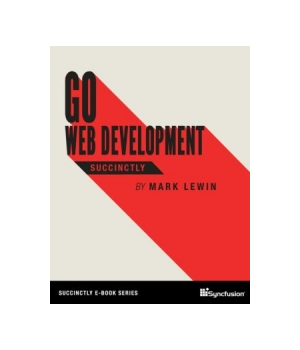 GO
WEB DEVELOPMENT
SUCCINCTLY
BY MARK LEWIN
SUCCINCTLY E-BOOK SERIES
Syncfusion